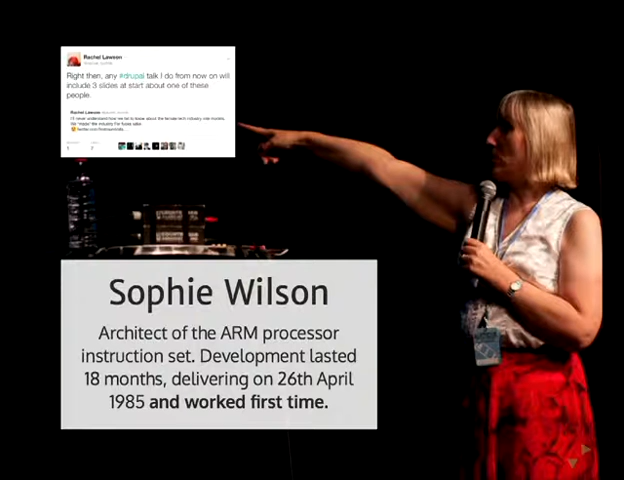 Rachel Lawson
Right then, any #drupal talk I do from now on will
include 3 slides at start about one of these
people.
Rachel Lawson
Sophie Wilson
Architect of the ARM processor
instruction set. Development lasted
18 months, delivering on 26th April
1985 and worked first time.